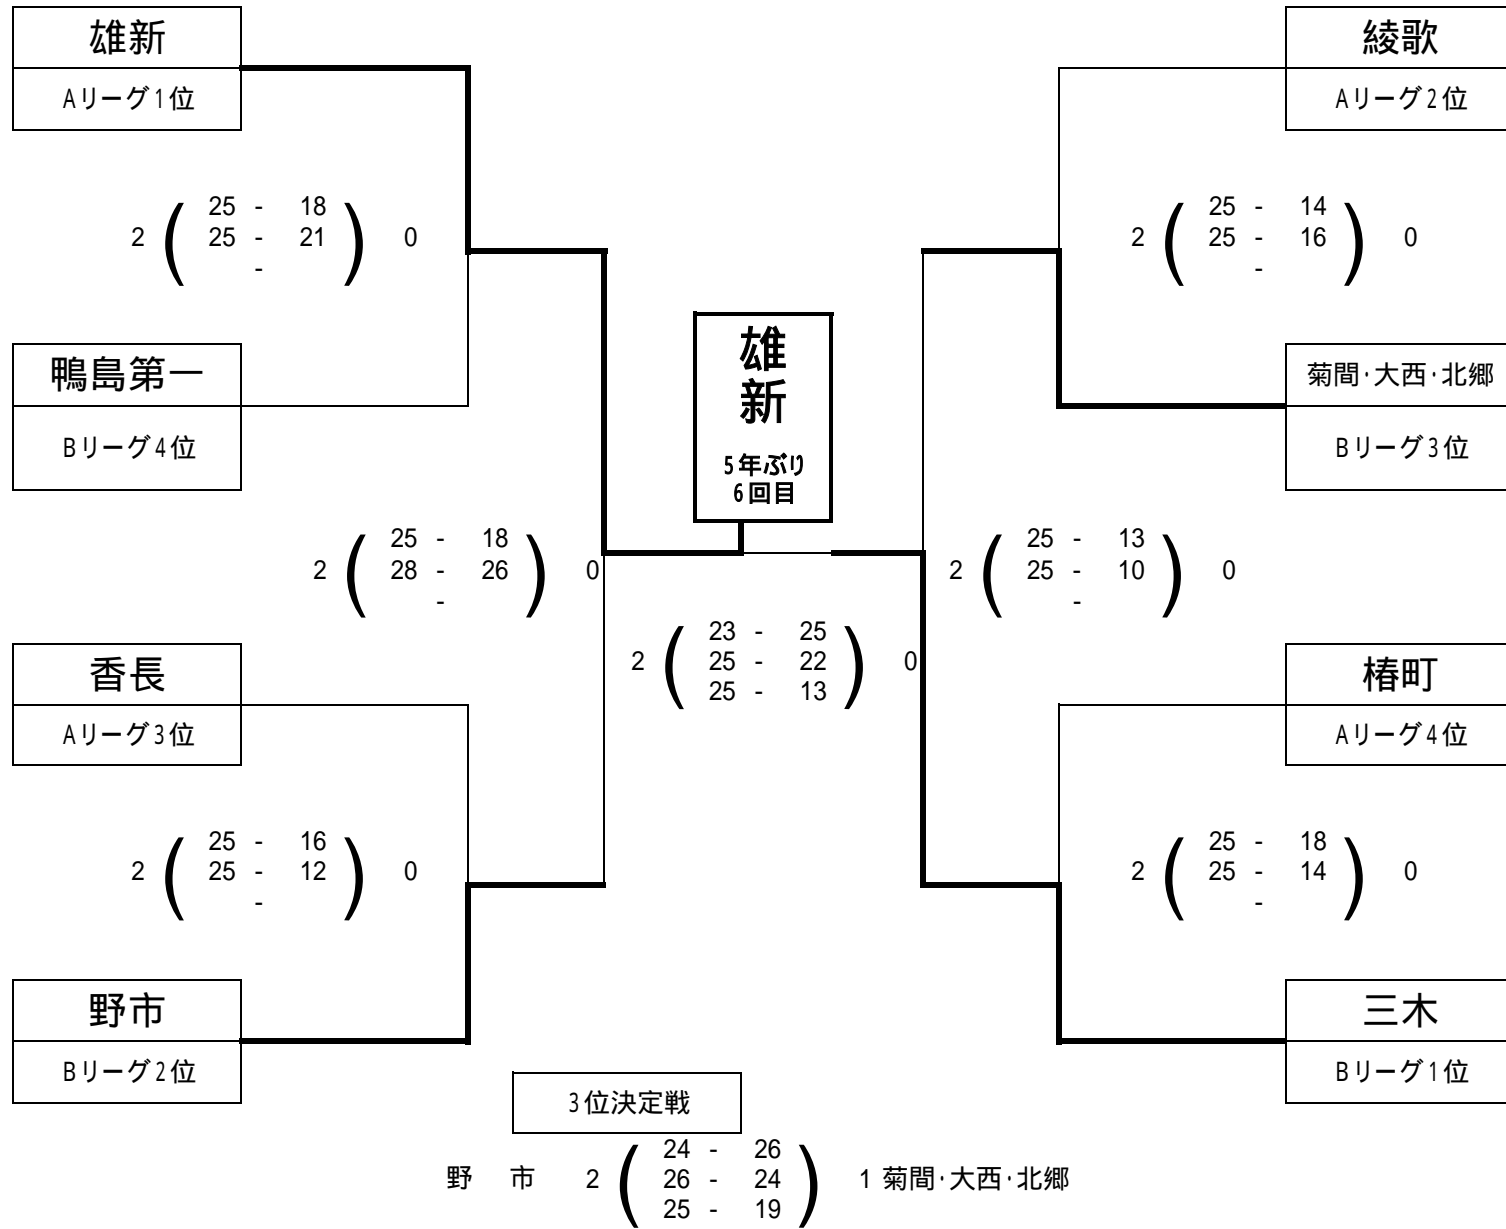 雄新
Aリーグ1位
綾歌
Aリーグ2位
2 ( 25 - 18 ) 0
25 - 21
-
2 ( 25 - 14 ) 0
25 - 16
-
鴨島第一
Bリーグ4位
雄新
5年ぶり
6回目
菊間・大西・北郷
Bリーグ3位
2 ( 25 - 18 ) 0
28 - 26
-
2 ( 25 - 13 ) 0
25 - 10
-
2 ( 23 - 25 ) 0
25 - 22
25 - 13
香長
Aリーグ3位
椿町
Aリーグ4位
2 ( 25 - 16 ) 0
25 - 12
-
2 ( 25 - 18 ) 0
25 - 14
-
野市
Bリーグ2位
三木
Bリーグ1位
3位決定戦
野 市 2 ( 24 - 26 ) 1 菊間・大西・北郷
26 - 24
25 - 19